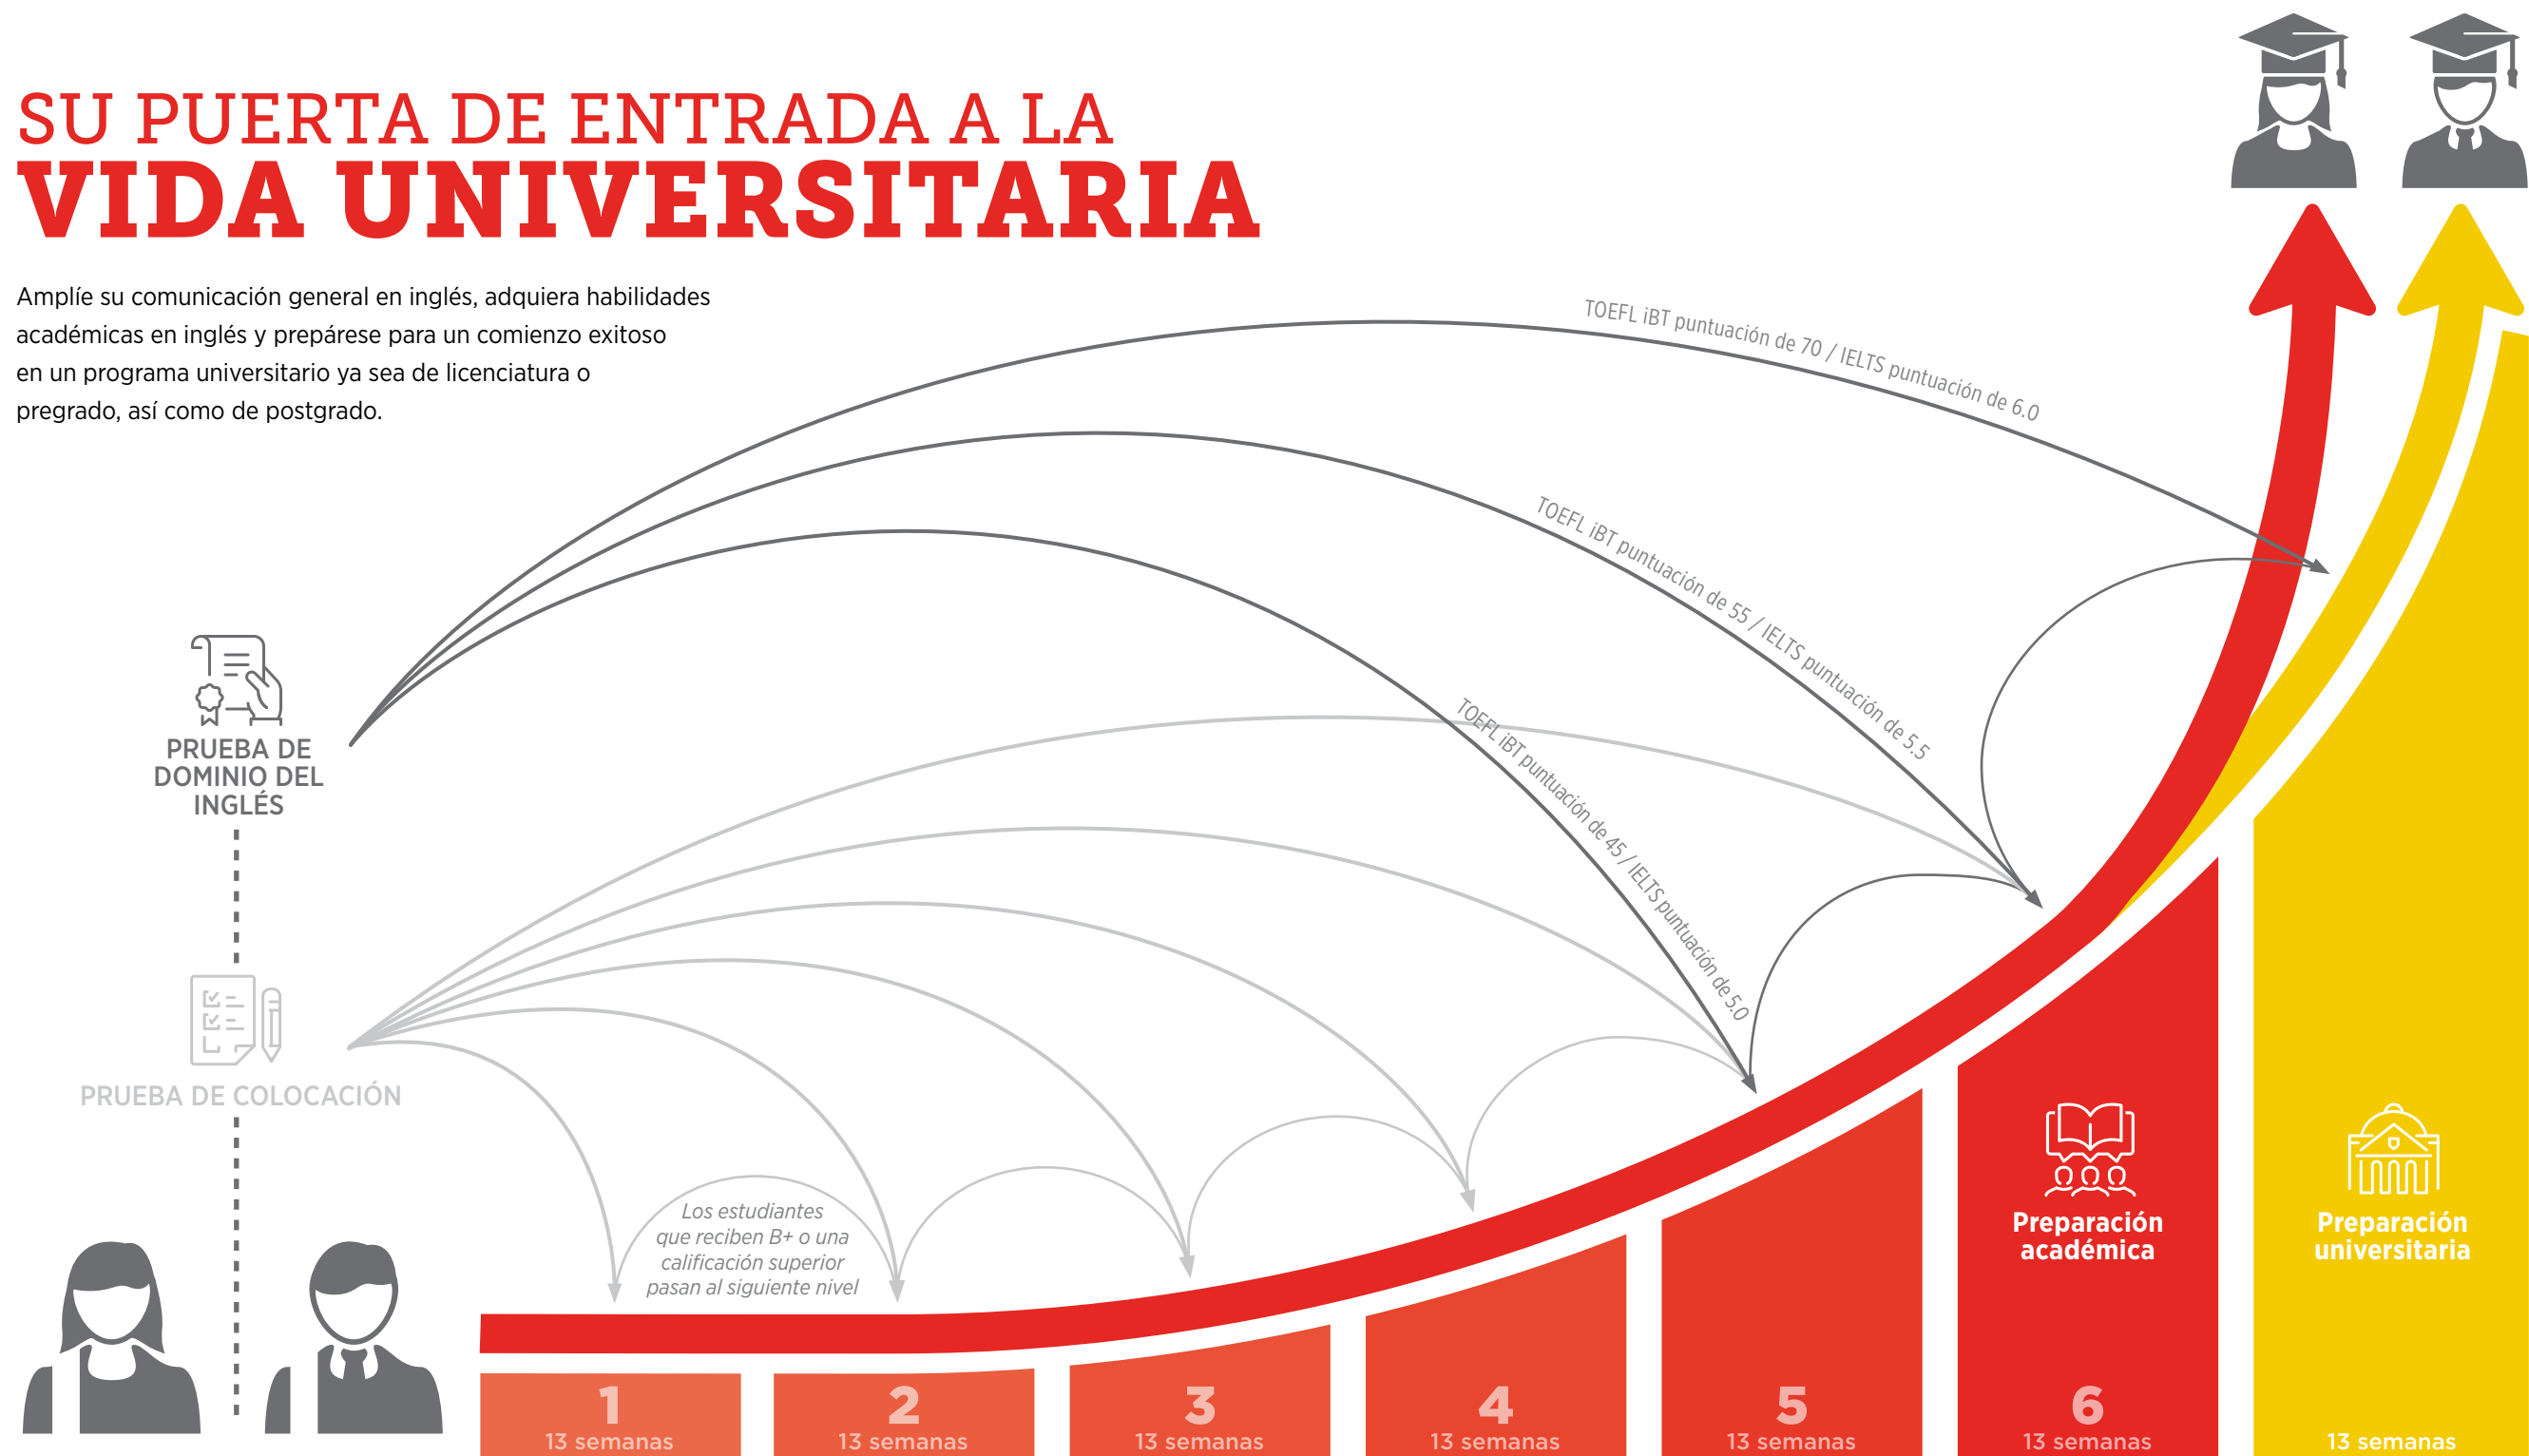 SU PUERTA DE ENTRADA A LA
VIDA UNIVERSITARIA
Amplíe su comunicación general en inglés, adquiera habilidades
académicas en inglés y prepárese para un comienzo exitoso
en un programa universitario ya sea de licenciatura o
pregrado, así como de postgrado.
TOEFL iBT puntuación de 70 / IELTS puntuación de 6.0
TOEFL iBT puntuación de 55 / IELTS puntuación de 5.5
TOEFL iBT puntuación de 45 / IELTS puntuación de 5.0
PRUEBA DE
DOMINIO DEL
INGLÉS
PRUEBA DE COLOCACIÓN
Los estudiantes
que reciben B+ o una
calificación superior
pasan al siguiente nivel
Preparación
académica
Preparación
universitaria
1
13 semanas
2
13 semanas
3
13 semanas
4
13 semanas
5
13 semanas
6
13 semanas
13 semanas